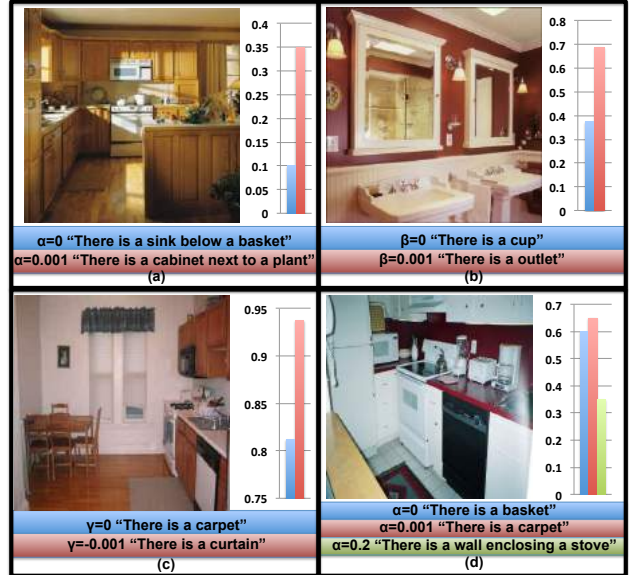 0.4
0.35
0.3
0.25
0.2
0.15
0.1
0.05
0
α=0 “There is a sink below a basket”
α=0.001 “There is a cabinet next to a plant”
(a)
0.8
0.7
0.6
0.5
0.4
0.3
0.2
0.1
0
β=0 “There is a cup”
β=0.001 “There is a outlet”
(b)
0.95
0.9
0.85
0.8
0.75
γ=0 “There is a carpet”
γ=-0.001 “There is a curtain”
(c)
0.7
0.6
0.5
0.4
0.3
0.2
0.1
0
α=0 “There is a basket”
α=0.001 “There is a carpet”
α=0.2 “There is a wall enclosing a stove”
(d)